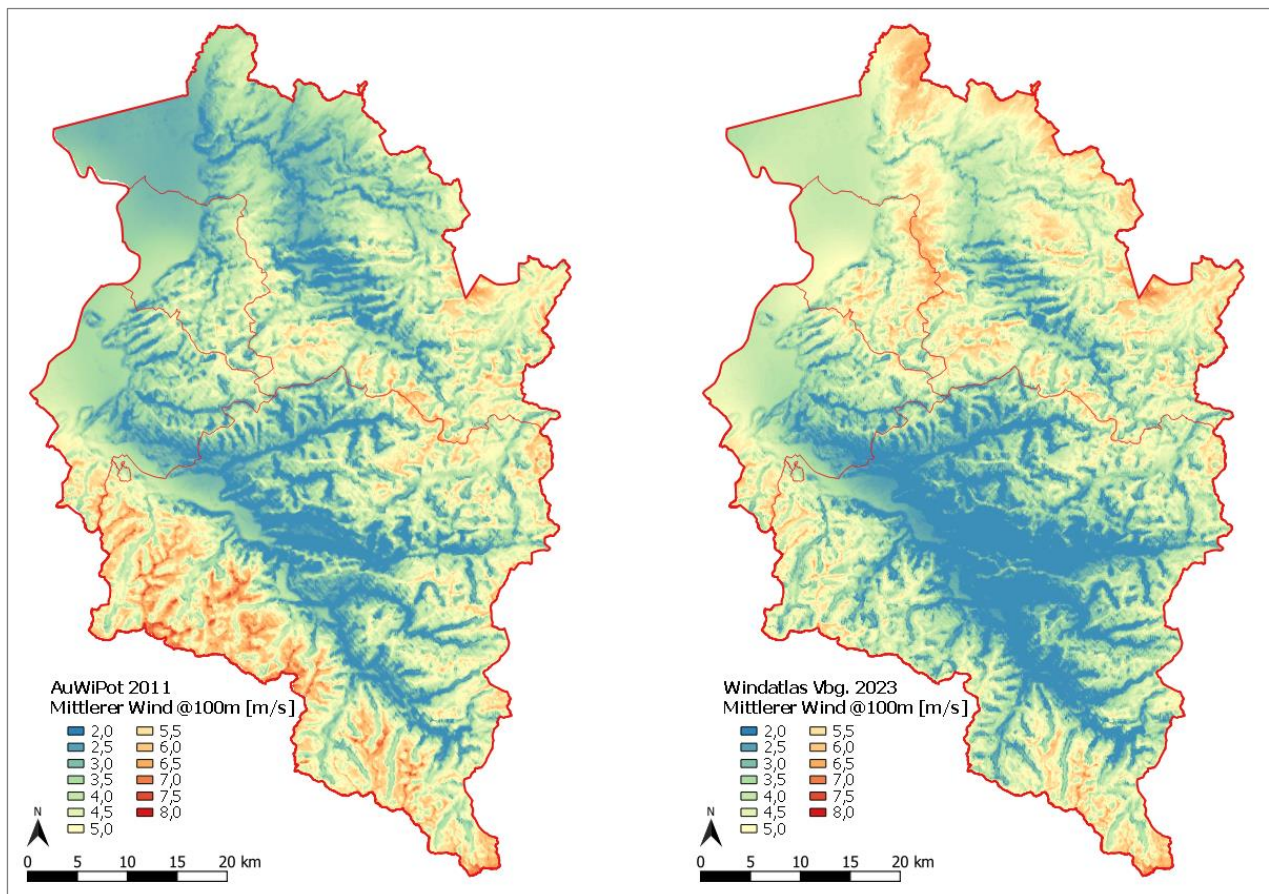 AuWiPot 2011
Mittlerer Wind @100m [m/s]
2,0 5,5
2,5 6,0
3,0 6,5
3,5 7,0
4,0 7,5
4,5 8,0
5,0
N
0 5 10 15 20 km
Windatlas Vbg. 2023
Mittlerer Wind @100m [m/s]
2,0 5,5
2,5 6,0
3,0 6,5
3,5 7,0
4,0 7,5
4,5 8,0
5,0
N
0 5 10 15 20 km